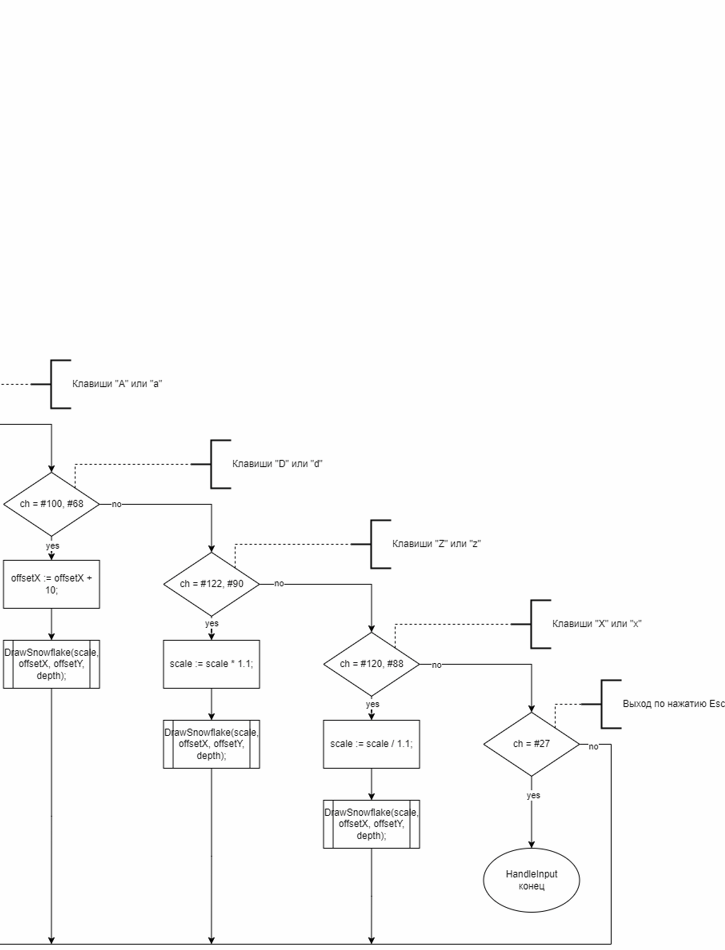 Клавиши "A" или "a"
Клавиши "D" или "d"
ch = #100, #68
no
yes
offsetX := offsetX +
10;
DrawSnowflake(scale,
offsetX, offsetY,
depth);
Клавиши "Z" или "z"
ch = #122, #90
no
yes
scale := scale * 1.1;
DrawSnowflake(scale,
offsetX, offsetY,
depth);
Клавиши "X" или "x"
ch = #120, #88
no
yes
scale := scale / 1.1;
DrawSnowflake(scale,
offsetX, offsetY,
depth);
Выход по нажатию Esc
ch = #27
no
yes
HandleInput
конец